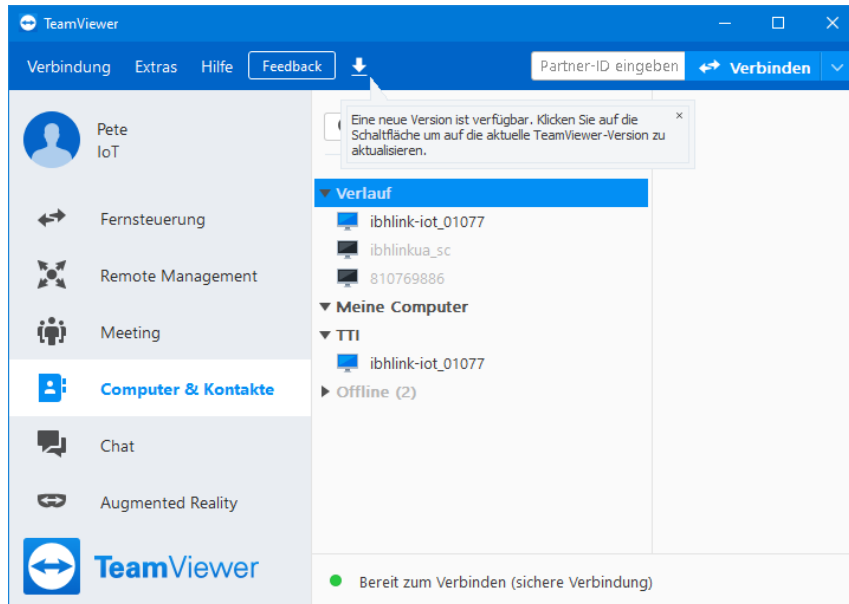 TeamViewer
Verbindung Extras Hilfe Feedback
Partner-ID eingeben Verbinden
Eine neue Version ist verfügbar. Klicken Sie auf die
Schaltfläche um auf die aktuelle TeamViewer-Version zu
aktualisieren.
Pete
IoT
Fernsteuerung
Remote Management
Meeting
Computer & Kontakte
Chat
Augmented Reality
TeamViewer
Verlauf
ibhlink-iot_01077
ibhlinkua_sc
810769886
Meine Computer
TTI
ibhlink-iot_01077
Offline (2)
Bereit zum Verbinden (sichere Verbindung)